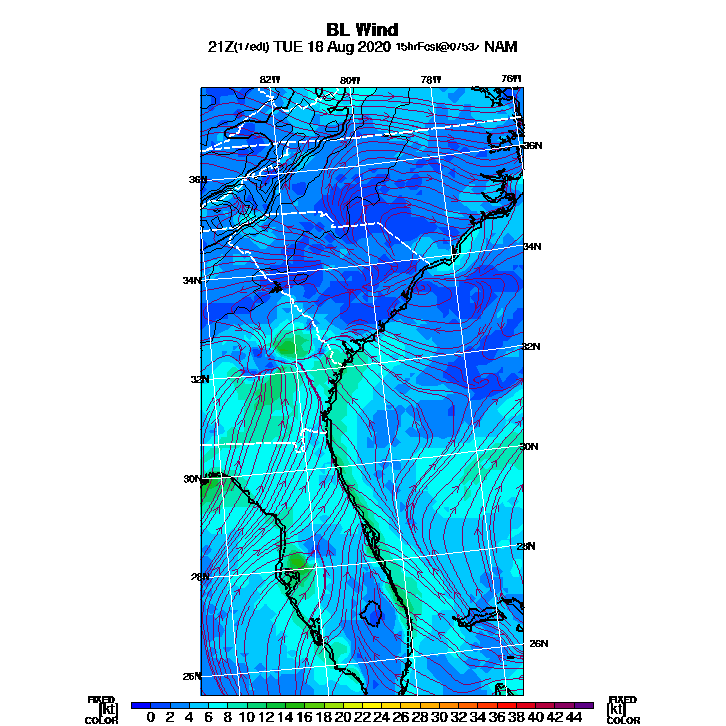 BL Wind
21Z(17edt) TUE 18 Aug 2020 15hrFcst@0753z NAM
82W 80W 78W 76W
36N
36N
34N
34N
32N
32N
30N
30N
28N
28N
26N
26N
FIXED FIXED
[kt] 0 2 4 6 8 10 12 14 16 18 20 22 24 26 28 30 32 34 36 38 40 42 44 [kt]
COLOR COLOR